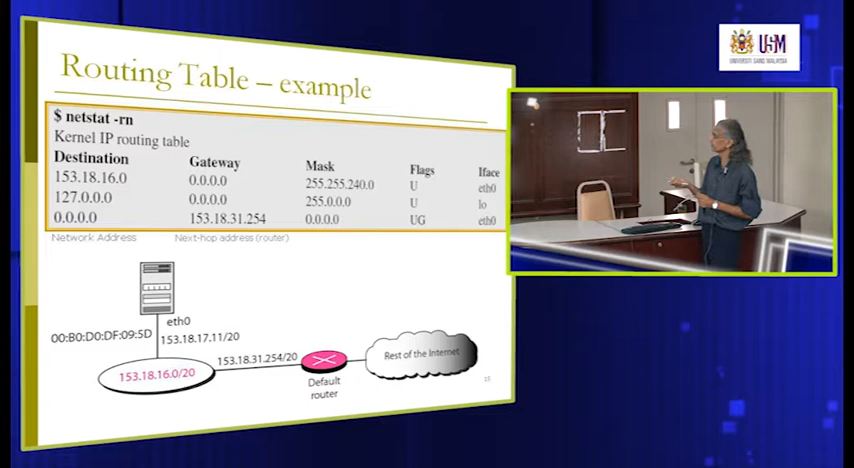 Routing Table – example
$ netstat -rn
Kernel IP routing table
Destination Gateway Mask Flags Iface
153.18.16.0 0.0.0.0 255.255.240.0 U eth0
127.0.0.0 0.0.0.0 255.0.0.0 U lo
0.0.0.0 153.18.31.254 0.0.0.0 UG eth0
Network Address Next-hop address (router)
eth0
00:B0:D0:DF:09:5D 153.18.17.11/20
153.18.16.0/20
153.18.31.254/20
Default
router
Rest of the Internet
15
USM
UNIVERSITI SAINS MALAYSIA